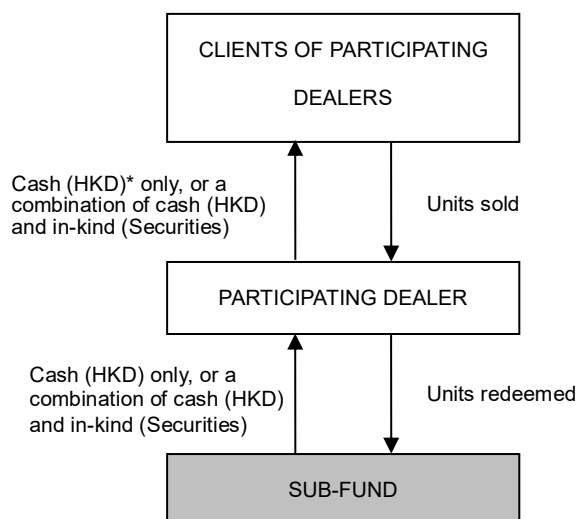 CLIENTS OF PARTICIPATING
DEALERS
Cash (HKD)* only, or a
combination of cash (HKD)
and in-kind (Securities)
Units sold
PARTICIPATING DEALER
Cash (HKD) only, or a
combination of cash (HKD)
and in-kind (Securities)
Units redeemed
SUB-FUND